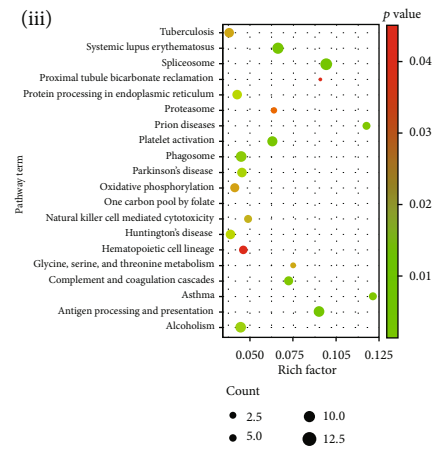 (iii)
p value
Tuberculosis
Systemic lupus erythematosus
Spliceosome
Proximal tubule bicarbonate reclamation
Protein processing in endoplasmic reticulum
Proteasome
Prion diseases
Platelet activation
Phagosome
Parkinson's disease
Oxidative phosphorylation
One carbon pool by folate
Natural killer cell mediated cytotoxicity
Huntington's disease
Hematopoietic cell lineage
Glycine, serine, and threonine metabolism
Complement and coagulation cascades
Asthma
Antigen processing and presentation
Alcoholism
Pathway term
0.04
0.03
0.02
0.01
0.050 0.075 0.105 0.125
Rich factor
Count
2.5 10.0
5.0 12.5